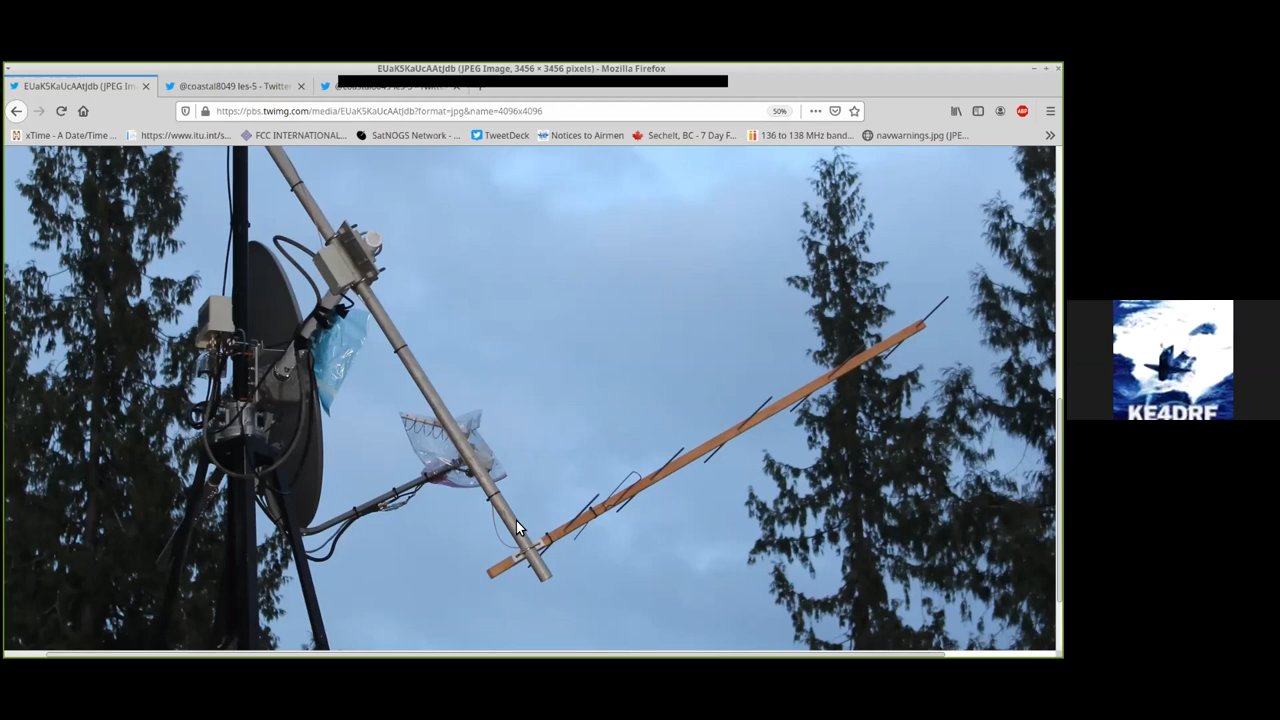 EUaK5KaUcAAtJdb (JPEG Image, 3456 × 3456 pixels) - Mozilla Firefox
EUaK5KaUcAAtJdb (JPEG Im
@coastal8049 les-5 - Twitter
https://pbs.twimg.com/media/EUaK5KaUcAAtJdb?format=jpg&name=4096x4096
50%
ABP
xTime - A Date/Time ...
https://www.itu.int/s...
FCC INTERNATIONAL...
SatNOGS Network - ...
TweetDeck
Notices to Airmen
Sechelt, BC - 7 Day F...
136 to 138 MHz band...
navwarnings.jpg (JPE...
KE4DRF